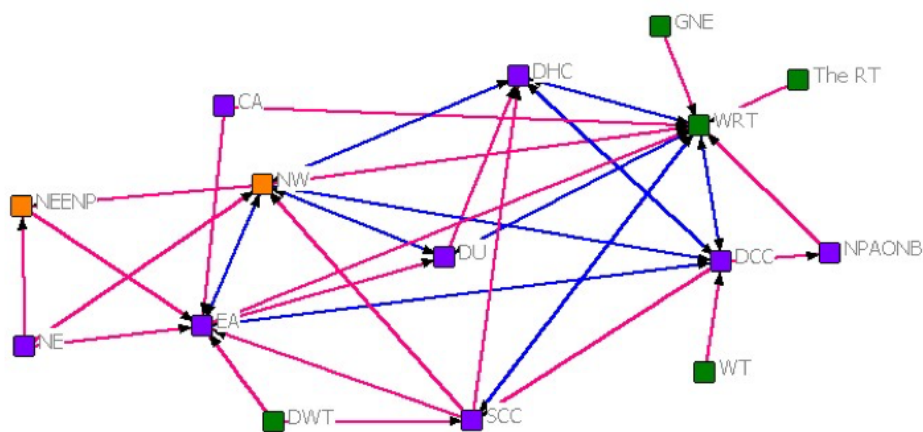 GNE
DHC
The RT
CA
WRT
NW
NEENP
DU
DCC
NPAONB
EA
NE
WT
DWT
SCC